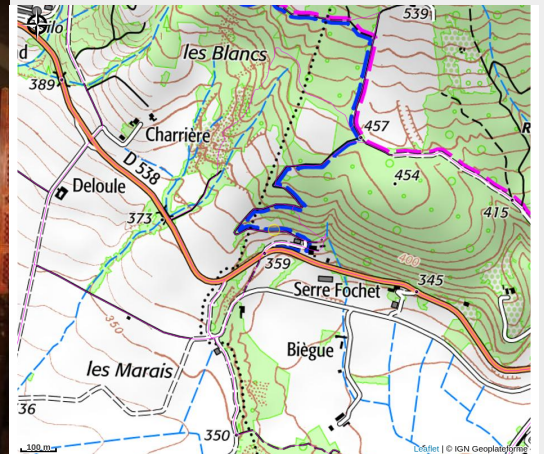 539
ilo
les Blancs
d
389
457
R
Charrière
D 538
454
Deloule
373
415
400
359
345
Serre Fochet
350
Biègue
les Marais
36
350
100 m
Leaflet | © IGN Geoplateforme